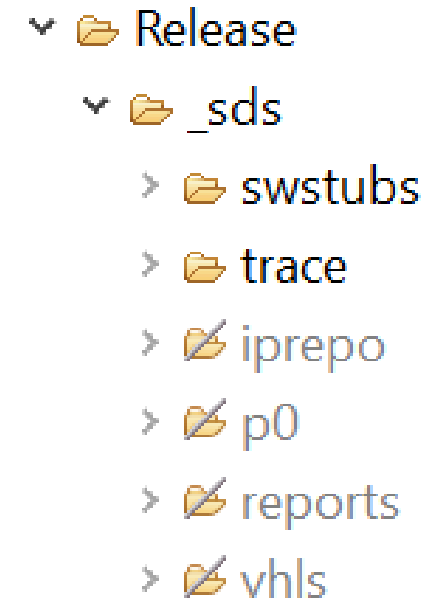 Release
_sds
swstubs
trace
iprepo
p0
reports
vhls